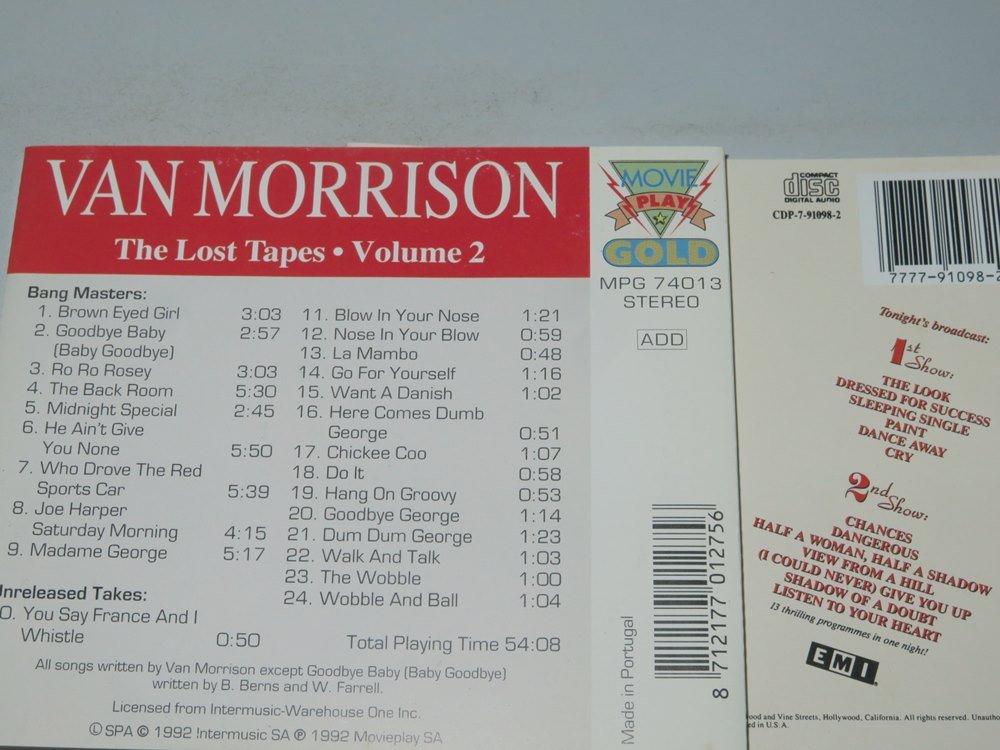 VAN MORRISON
The Lost Tapes • Volume 2
Bang Masters:
1. Brown Eyed Girl 3:03
2. Goodbye Baby 2:57
(Baby Goodbye)
3. Ro Ro Rosey 3:03
4. The Back Room 5:30
5. Midnight Special 2:45
6. He Ain't Give
You None 5:50
7. Who Drove The Red
Sports Car 5:39
8. Joe Harper
Saturday Morning 4:15
9. Madame George 5:17
Unreleased Takes:
0. You Say France And I
Whistle 0:50
11. Blow In Your Nose 1:21
12. Nose In Your Blow 0:59
13. La Mambo 0:48
14. Go For Yourself 1:16
15. Want A Danish 1:02
16. Here Comes Dumb
George 0:51
17. Chickee Coo 1:07
18. Do It 0:58
19. Hang On Groovy 0:53
20. Goodbye George 1:14
21. Dum Dum George 1:23
22. Walk And Talk 1:03
23. The Wobble 1:00
24. Wobble And Ball 1:04
Total Playing Time 54:08
All songs written by Van Morrison except Goodbye Baby (Baby Goodbye)
written by B. Berns and W. Farrell.
Licensed from Intermusic-Warehouse One Inc.
Ⓛ SPA © 1992 Intermusic SA ℗ 1992 Movieplay SA
MOVIE
PLAY
GOLD
MPG 74013
STEREO
ADD
Made in Portugal
8 712177 012756
COMPACT
disc
DIGITAL AUDIO
CDP-7-91098-2
7777-91098-2
Tonight's broadcast:
1st Show:
THE LOOK
DRESSED FOR SUCCESS
SLEEPING SINGLE
PAINT
DANCE AWAY
CRY
2nd Show:
CHANCES
DANGEROUS
HALF A WOMAN, HALF A SHADOW
VIEW FROM A HILL
(I COULD NEVER) GIVE YOU UP
SHADOW OF A DOUBT
LISTEN TO YOUR HEART
13 thrilling programmes in one night!
EMI
and Vine Streets, Hollywood, California. All rights reserved.
in U.S.A.